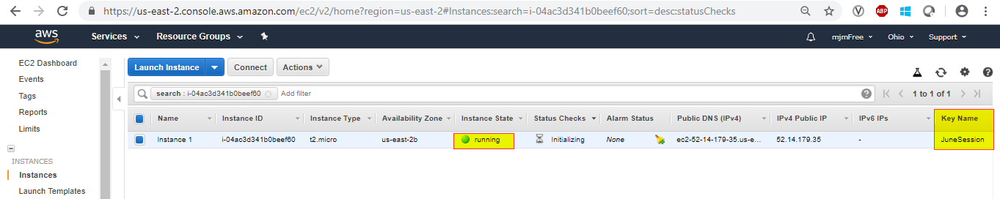 https://us-east-2.console.aws.amazon.com/ec2/v2/home?region=us-east-2#Instances:search=i-04ac3d341b0beef60;sort=desc:statusChecks
V ABP
aws Services Resource Groups mjmFree Ohio Support
EC2 Dashboard
Events
Tags
Reports
Limits
INSTANCES
Instances
Launch Templates
Launch Instance Connect Actions
search : i-04ac3d341b0beef60 Add filter ? 1 to 1 of 1
Name Instance ID Instance Type Availability Zone Instance State Status Checks Alarm Status Public DNS (IPv4) IPv4 Public IP IPv6 IPs Key Name
Instance 1 i-04ac3d341b0beef60 t2.micro us-east-2b running Initializing None ec2-52-14-179-35.us-e... 52.14.179.35 - JuneSession